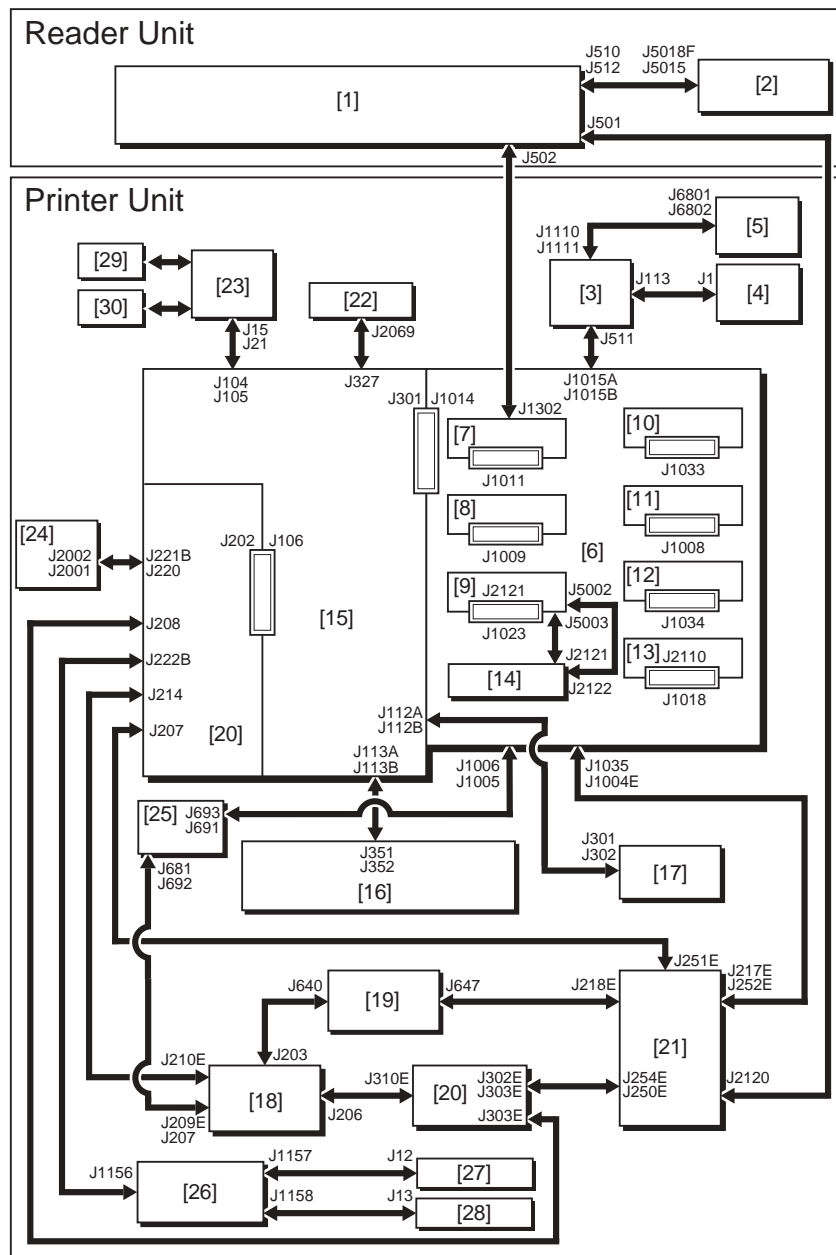 Reader Unit
[1]
J510
J512
J5018F
J5015
[2]
J501
J502
Printer Unit
J6801
J6802
[5]
J1110
J1111
[29]
[23]
[30]
[22]
[3]
J113
J1
[4]
J15
J21
J2069
J511
J104
J105
J327
J1015A
J1015B
J301
J1014
J1302
[7]
J1011
[10]
J1033
[8]
J1009
[11]
J1008
[6]
[24]
J2002
J2001
J221B
J220
J202
J106
[15]
[9]
J2121
J1023
J5002
J5003
[12]
J1034
J208
J222B
J214
J207
[20]
[14]
J2121
J2122
[13]
J2110
J1018
J112A
J112B
J113A
J113B
J1006
J1005
J1035
J1004E
[25]
J693
J691
J681
J692
J351
J352
[16]
J301
J302
[17]
J251E
J640
[19]
J647
J218E
J217E
J252E
[21]
J210E
J203
[18]
J209E
J207
J206
J310E
[20]
J302E
J303E
J303E
J254E
J250E
J2120
J1156
[26]
J1157
J12
[27]
J1158
J13
[28]